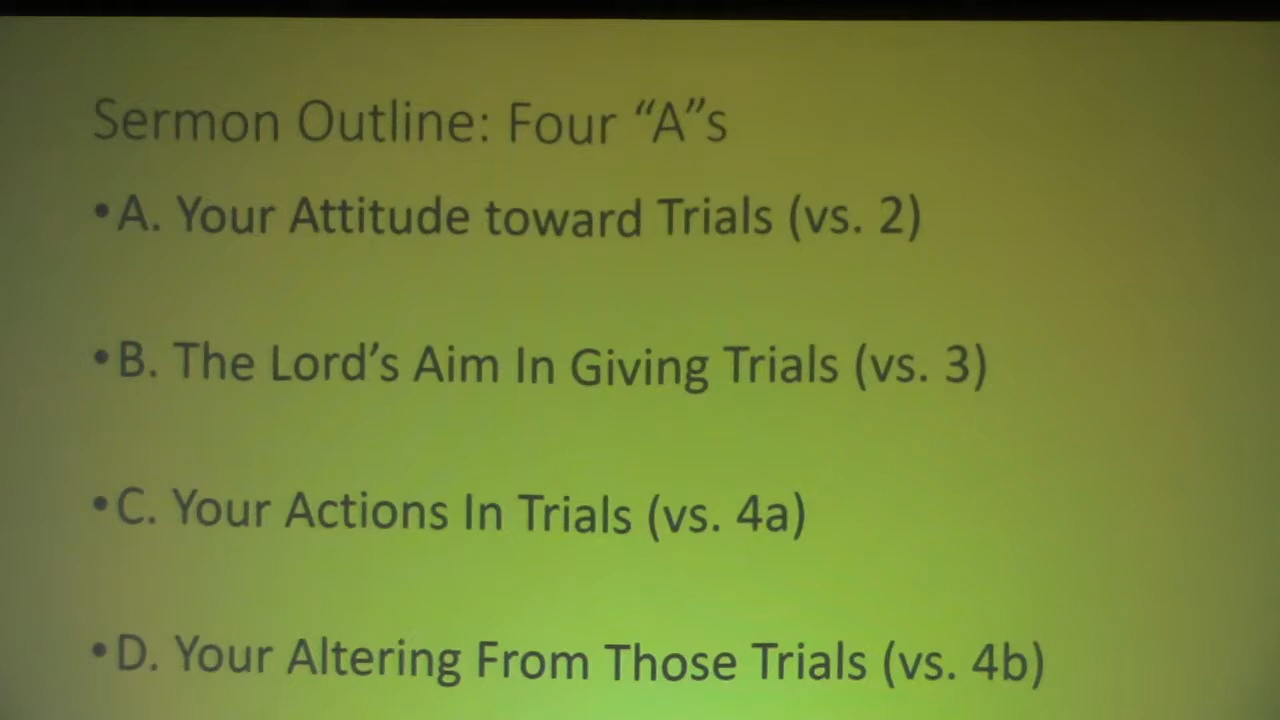 Sermon Outline: Four “A”s
•A. Your Attitude toward Trials (vs. 2)
•B. The Lord’s Aim In Giving Trials (vs. 3)
•C. Your Actions In Trials (vs. 4a)
•D. Your Altering From Those Trials (vs. 4b)